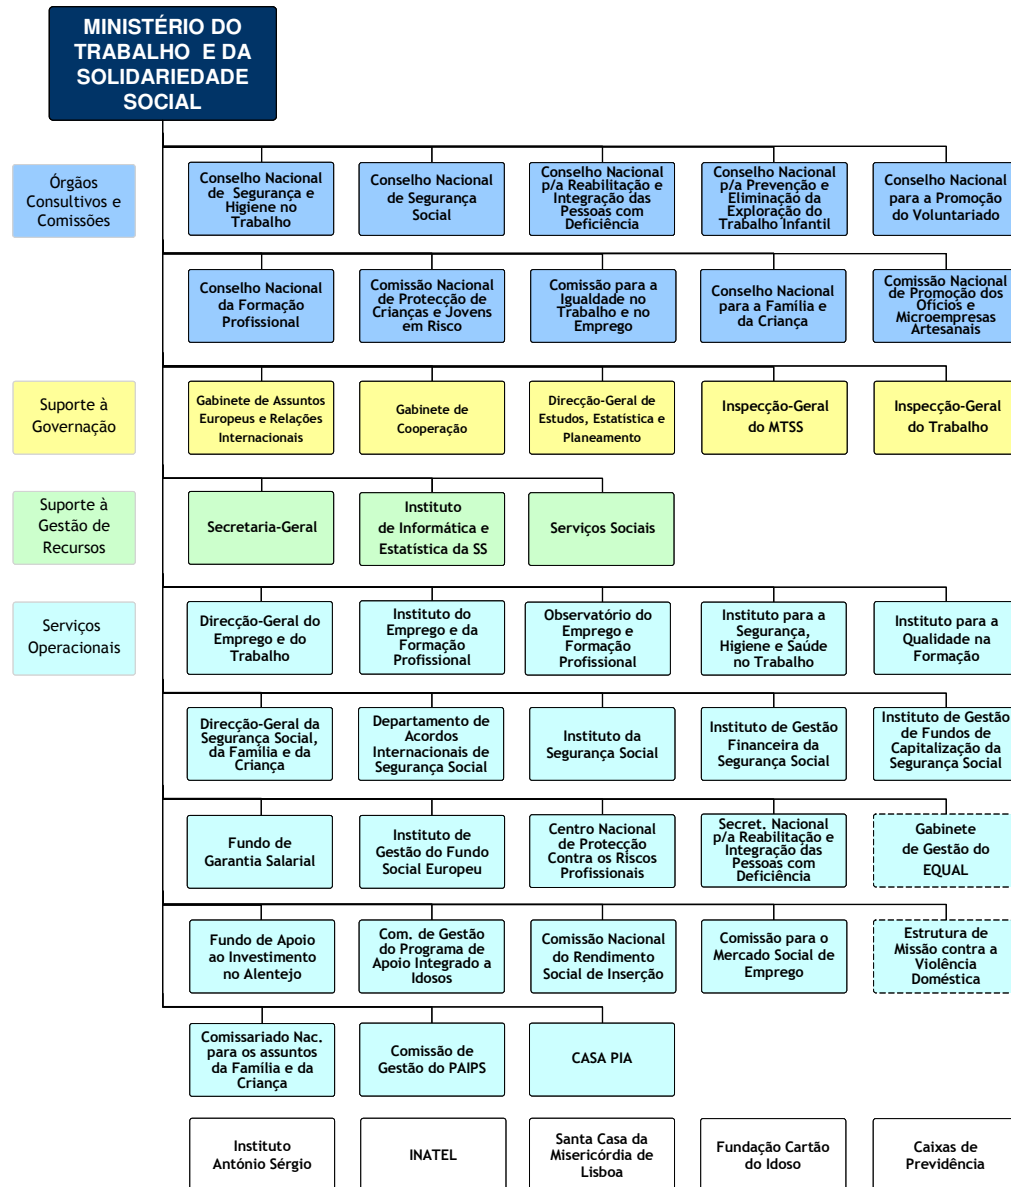 MINISTÉRIO DO
TRABALHO E DA
SOLIDARIEDADE
SOCIAL
Órgãos
Consultivos e
Comissões
Conselho Nacional
de Segurança e
Higiene no
Trabalho
Conselho Nacional
de Segurança
Social
Conselho Nacional
p/a Reabilitação e
Integração das
Pessoas com
Deficiência
Conselho Nacional
p/a Prevenção e
Eliminação da
Exploração do
Trabalho Infantil
Conselho Nacional
para a Promoção
do Voluntariado
Conselho Nacional
da Formação
Profissional
Comissão Nacional
de Protecção de
Crianças e Jovens
em Risco
Comissão para a
Igualdade no
Trabalho e no
Emprego
Conselho Nacional
para a Família e
da Criança
Comissão Nacional
de Promoção dos
Ofícios e
Microempresas
Artesanais
Suporte à
Governação
Gabinete de Assuntos
Europeus e Relações
Internacionais
Gabinete de
Cooperação
Direcção-Geral de
Estudos, Estatística e
Planeamento
Inspecção-Geral
do MTSS
Inspecção-Geral
do Trabalho
Suporte à
Gestão de
Recursos
Secretaria-Geral
Instituto
de Informática e
Estatística da SS
Serviços Sociais
Serviços
Operacionais
Direcção-Geral do
Emprego e do
Trabalho
Instituto do
Emprego e da
Formação
Profissional
Observatório do
Emprego e
Formação
Profissional
Instituto para a
Segurança,
Higiene e Saúde
no Trabalho
Instituto para a
Qualidade na
Formação
Direcção-Geral da
Segurança Social,
da Família e da
Criança
Departamento de
Acordos
Internacionais de
Segurança Social
Instituto da
Segurança Social
Instituto de Gestão
Financeira da
Segurança Social
Instituto de Gestão
de Fundos de
Capitalização da
Segurança Social
Fundo de
Garantia Salarial
Instituto de
Gestão do Fundo
Social Europeu
Centro Nacional
de Protecção
Contra os Riscos
Profissionais
Secret. Nacional
p/a Reabilitação e
Integração das
Pessoas com
Deficiência
Gabinete
de Gestão do
EQUAL
Fundo de Apoio
ao Investimento
no Alentejo
Com. de Gestão
do Programa de
Apoio Integrado a
Idosos
Comissão Nacional
do Rendimento
Social de Inserção
Comissão para o
Mercado Social de
Emprego
Estrutura de
Missão contra a
Violência
Doméstica
Comissariado Nac.
para os assuntos
da Família e da
Criança
Comissão de
Gestão do PAIPS
CASA PIA
Instituto
António Sérgio
INATEL
Santa Casa da
Misericórdia de
Lisboa
Fundação Cartão
do Idoso
Caixas de
Previdência